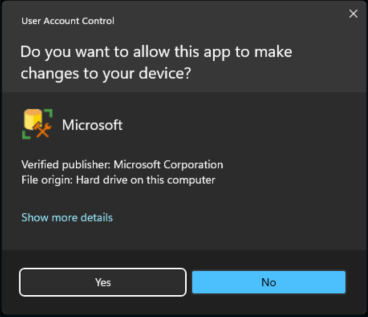 User Account Control
Do you want to allow this app to make
changes to your device?
Microsoft
Verified publisher: Microsoft Corporation
File origin: Hard drive on this computer
Show more details
Yes
No